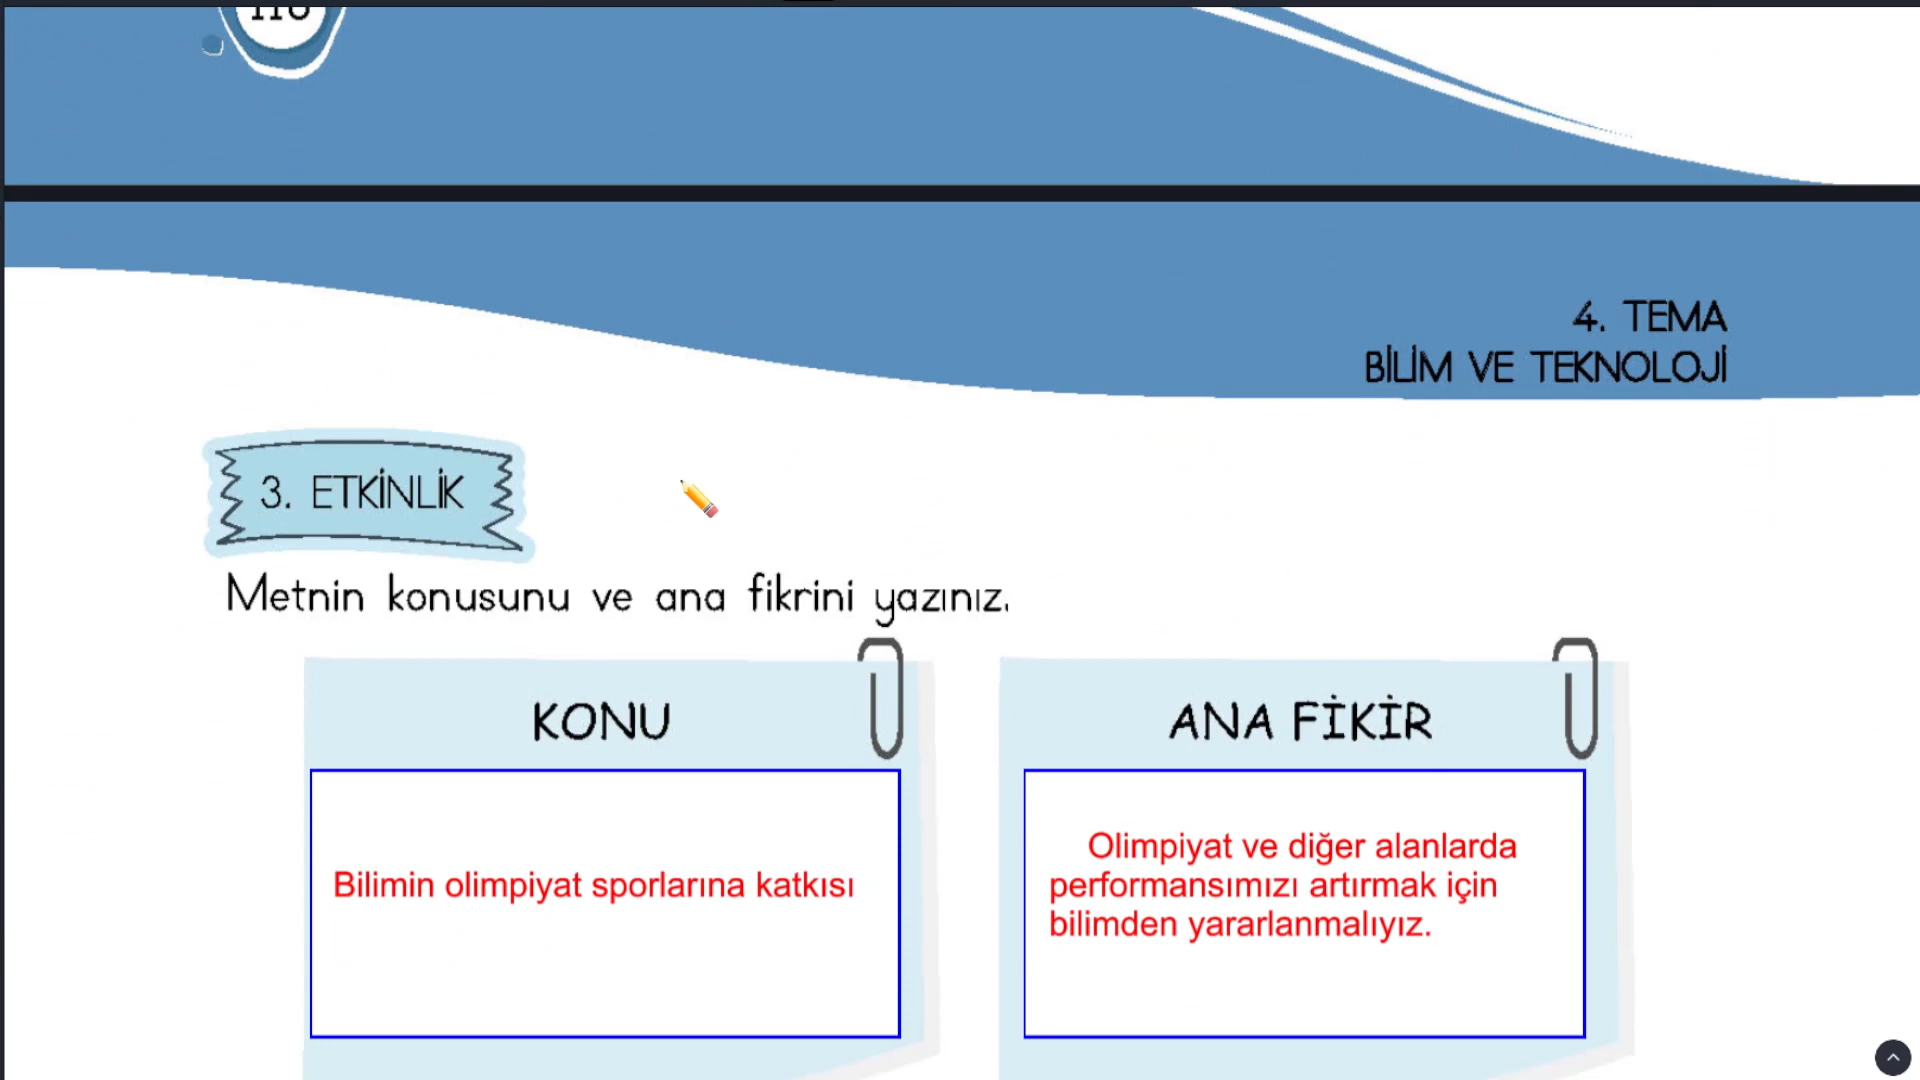 4. TEMA
BİLİM VE TEKNOLOJİ
3. ETKİNLİK
Metnin konusunu ve ana fikrini yazınız.
KONU
ANA FİKİR
Bilimin olimpiyat sporlarına katkısı
Olimpiyat ve diğer alanlarda
performansımızı artırmak için
bilimden yararlanmalıyız.